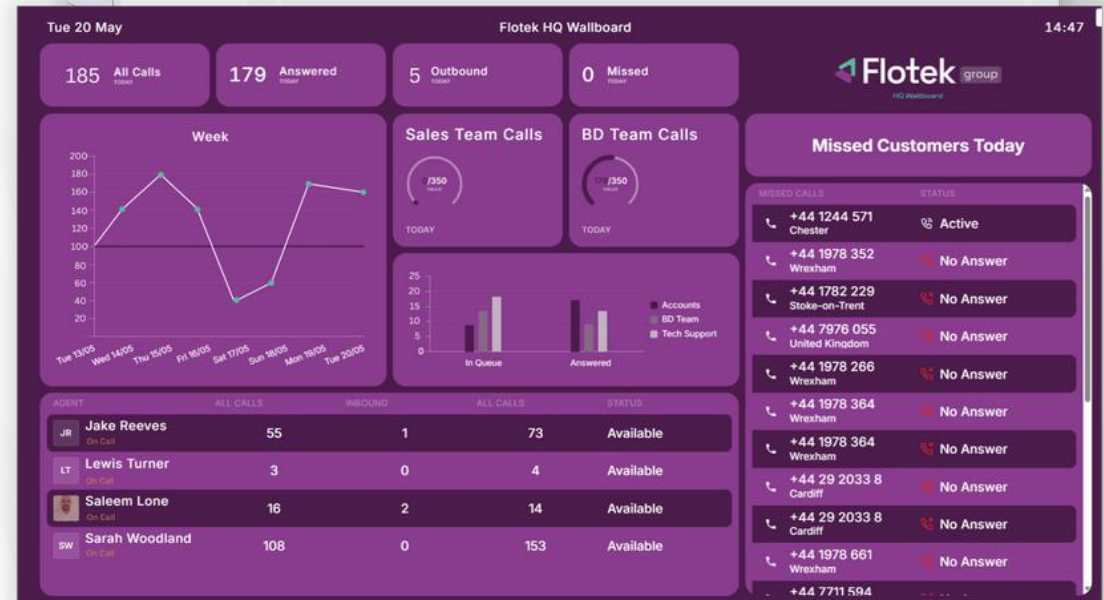 Tue 20 May
Flotek HQ Wallboard
14:47
185 All Calls
TODAY
179 Answered
TODAY
5 Outbound
TODAY
0 Missed
TODAY
Flotek group
HQ Wallboard
Week
200
180
160
140
120
100
80
60
40
20
Tue 13/05
Wed 14/05
Thu 15/05
Fri 16/05
Sat 17/05
Sun 18/05
Mon 19/05
Tue 20/05
Sales Team Calls
/350
TODAY
BD Team Calls
/350
TODAY
25
20
15
10
5
0
In Queue
Answered
Accounts
BD Team
Tech Support
Missed Customers Today
MISSED CALLS STATUS
+44 1244 571
Chester
Active
+44 1978 352
Wrexham
No Answer
+44 1782 229
Stoke-on-Trent
No Answer
+44 7976 055
United Kingdom
No Answer
+44 1978 266
Wrexham
No Answer
+44 1978 364
Wrexham
No Answer
+44 1978 364
Wrexham
No Answer
+44 29 2033 8
Cardiff
No Answer
+44 29 2033 8
Cardiff
No Answer
+44 1978 661
Wrexham
No Answer
+44 7711 594
AGENT ALL CALLS INBOUND ALL CALLS STATUS
JR Jake Reeves 55 1 73 Available
On Call
LT Lewis Turner 3 0 4 Available
On Call
Saleem Lone 16 2 14 Available
On Call
SW Sarah Woodland 108 0 153 Available
On Call